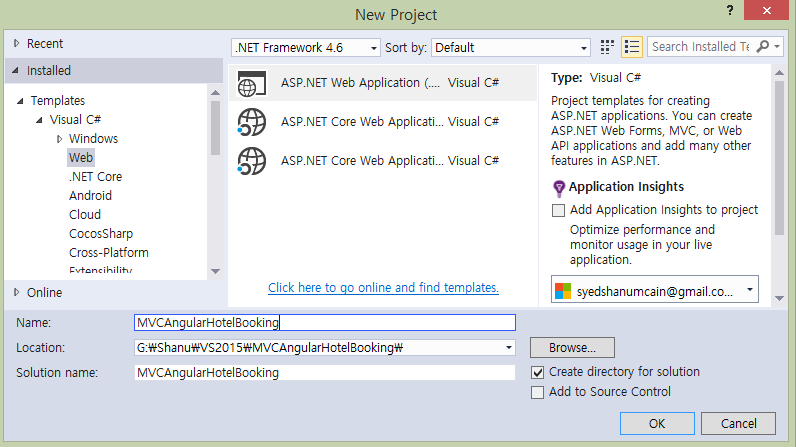 New Project
? ×
Recent
.NET Framework 4.6
Sort by: Default
Search Installed Te
Installed
Templates
Visual C#
Windows
Web
.NET Core
Android
Cloud
CocosSharp
Cross-Platform
Extensibility
Online
ASP.NET Web Application (.... Visual C#
ASP.NET Core Web Applicati... Visual C#
ASP.NET Core Web Applicati... Visual C#
Click here to go online and find templates.
Type: Visual C#
Project templates for creating
ASP.NET applications. You can create
ASP.NET Web Forms, MVC, or Web
API applications and add many other
features in ASP.NET.
Application Insights
Add Application Insights to project
Optimize performance and
monitor usage in your live
application.
syedshanumcain@gmail.co...
Name: MVCAngularHotelBooking
Location: G:₩Shanu₩VS2015₩MVCAngularHotelBooking₩
Browse...
Solution name: MVCAngularHotelBooking
Create directory for solution
Add to Source Control
OK Cancel